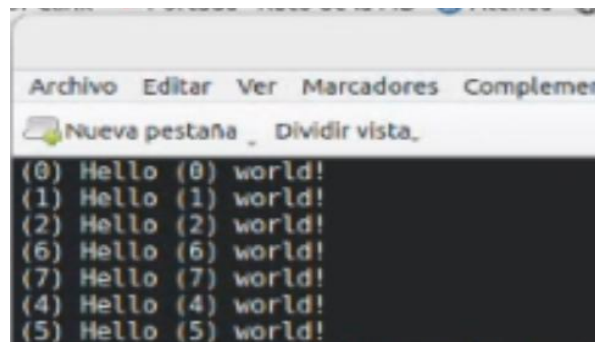 Archivo Editar Ver Marcadores
Nueva pestaña Dividir vista
(0) Hello (0) world!
(1) Hello (1) world!
(2) Hello (2) world!
(6) Hello (6) world!
(7) Hello (7) world!
(4) Hello (4) world!
(5) Hello (5) world!